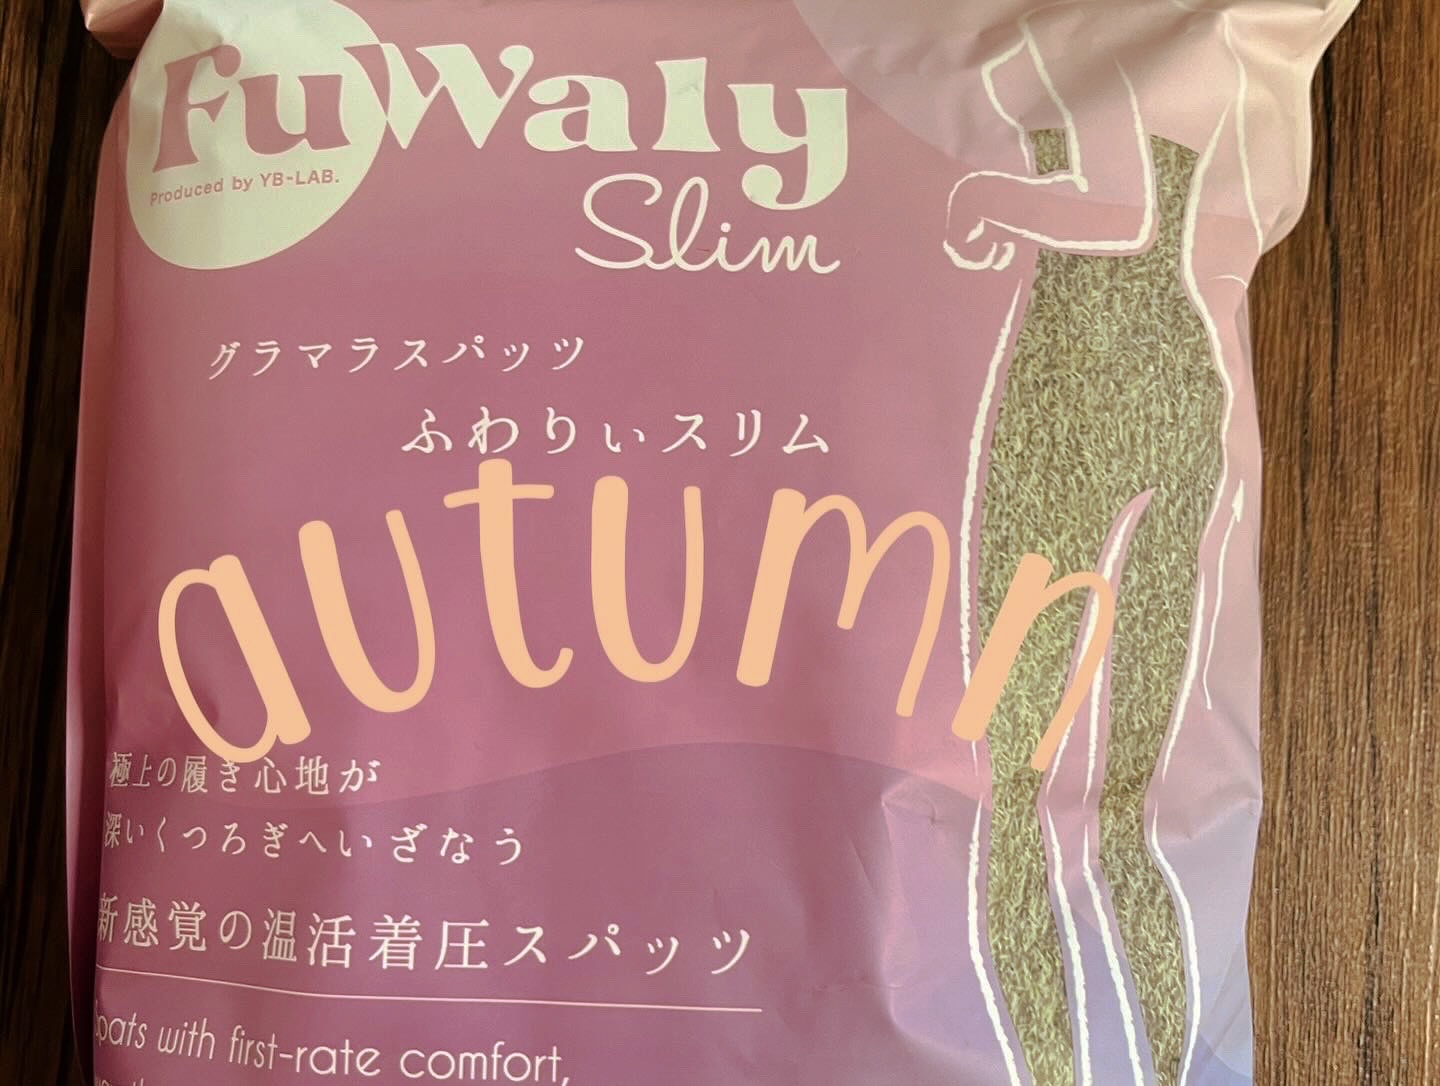 FuWaly
Produced by YB-LAB.
Slim
グラマラスパッツ
ふわりぃスリム
autumn
極上の履き心地が
深いくつろぎへいざなう
新感覚の温活着圧スパッツ
Spats with first-rate comfort,